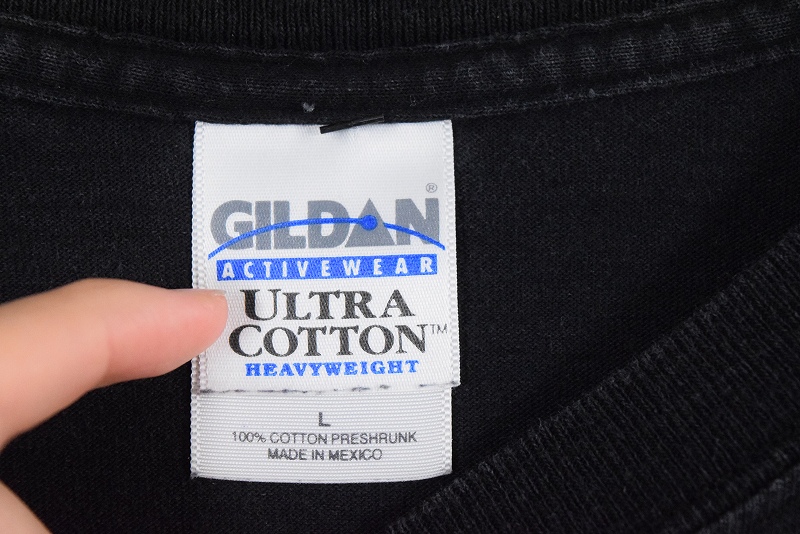 GILDAN®
ACTIVEWEAR
ULTRA
COTTON™
HEAVYWEIGHT
L
100% COTTON PRESHRUNK
MADE IN MEXICO